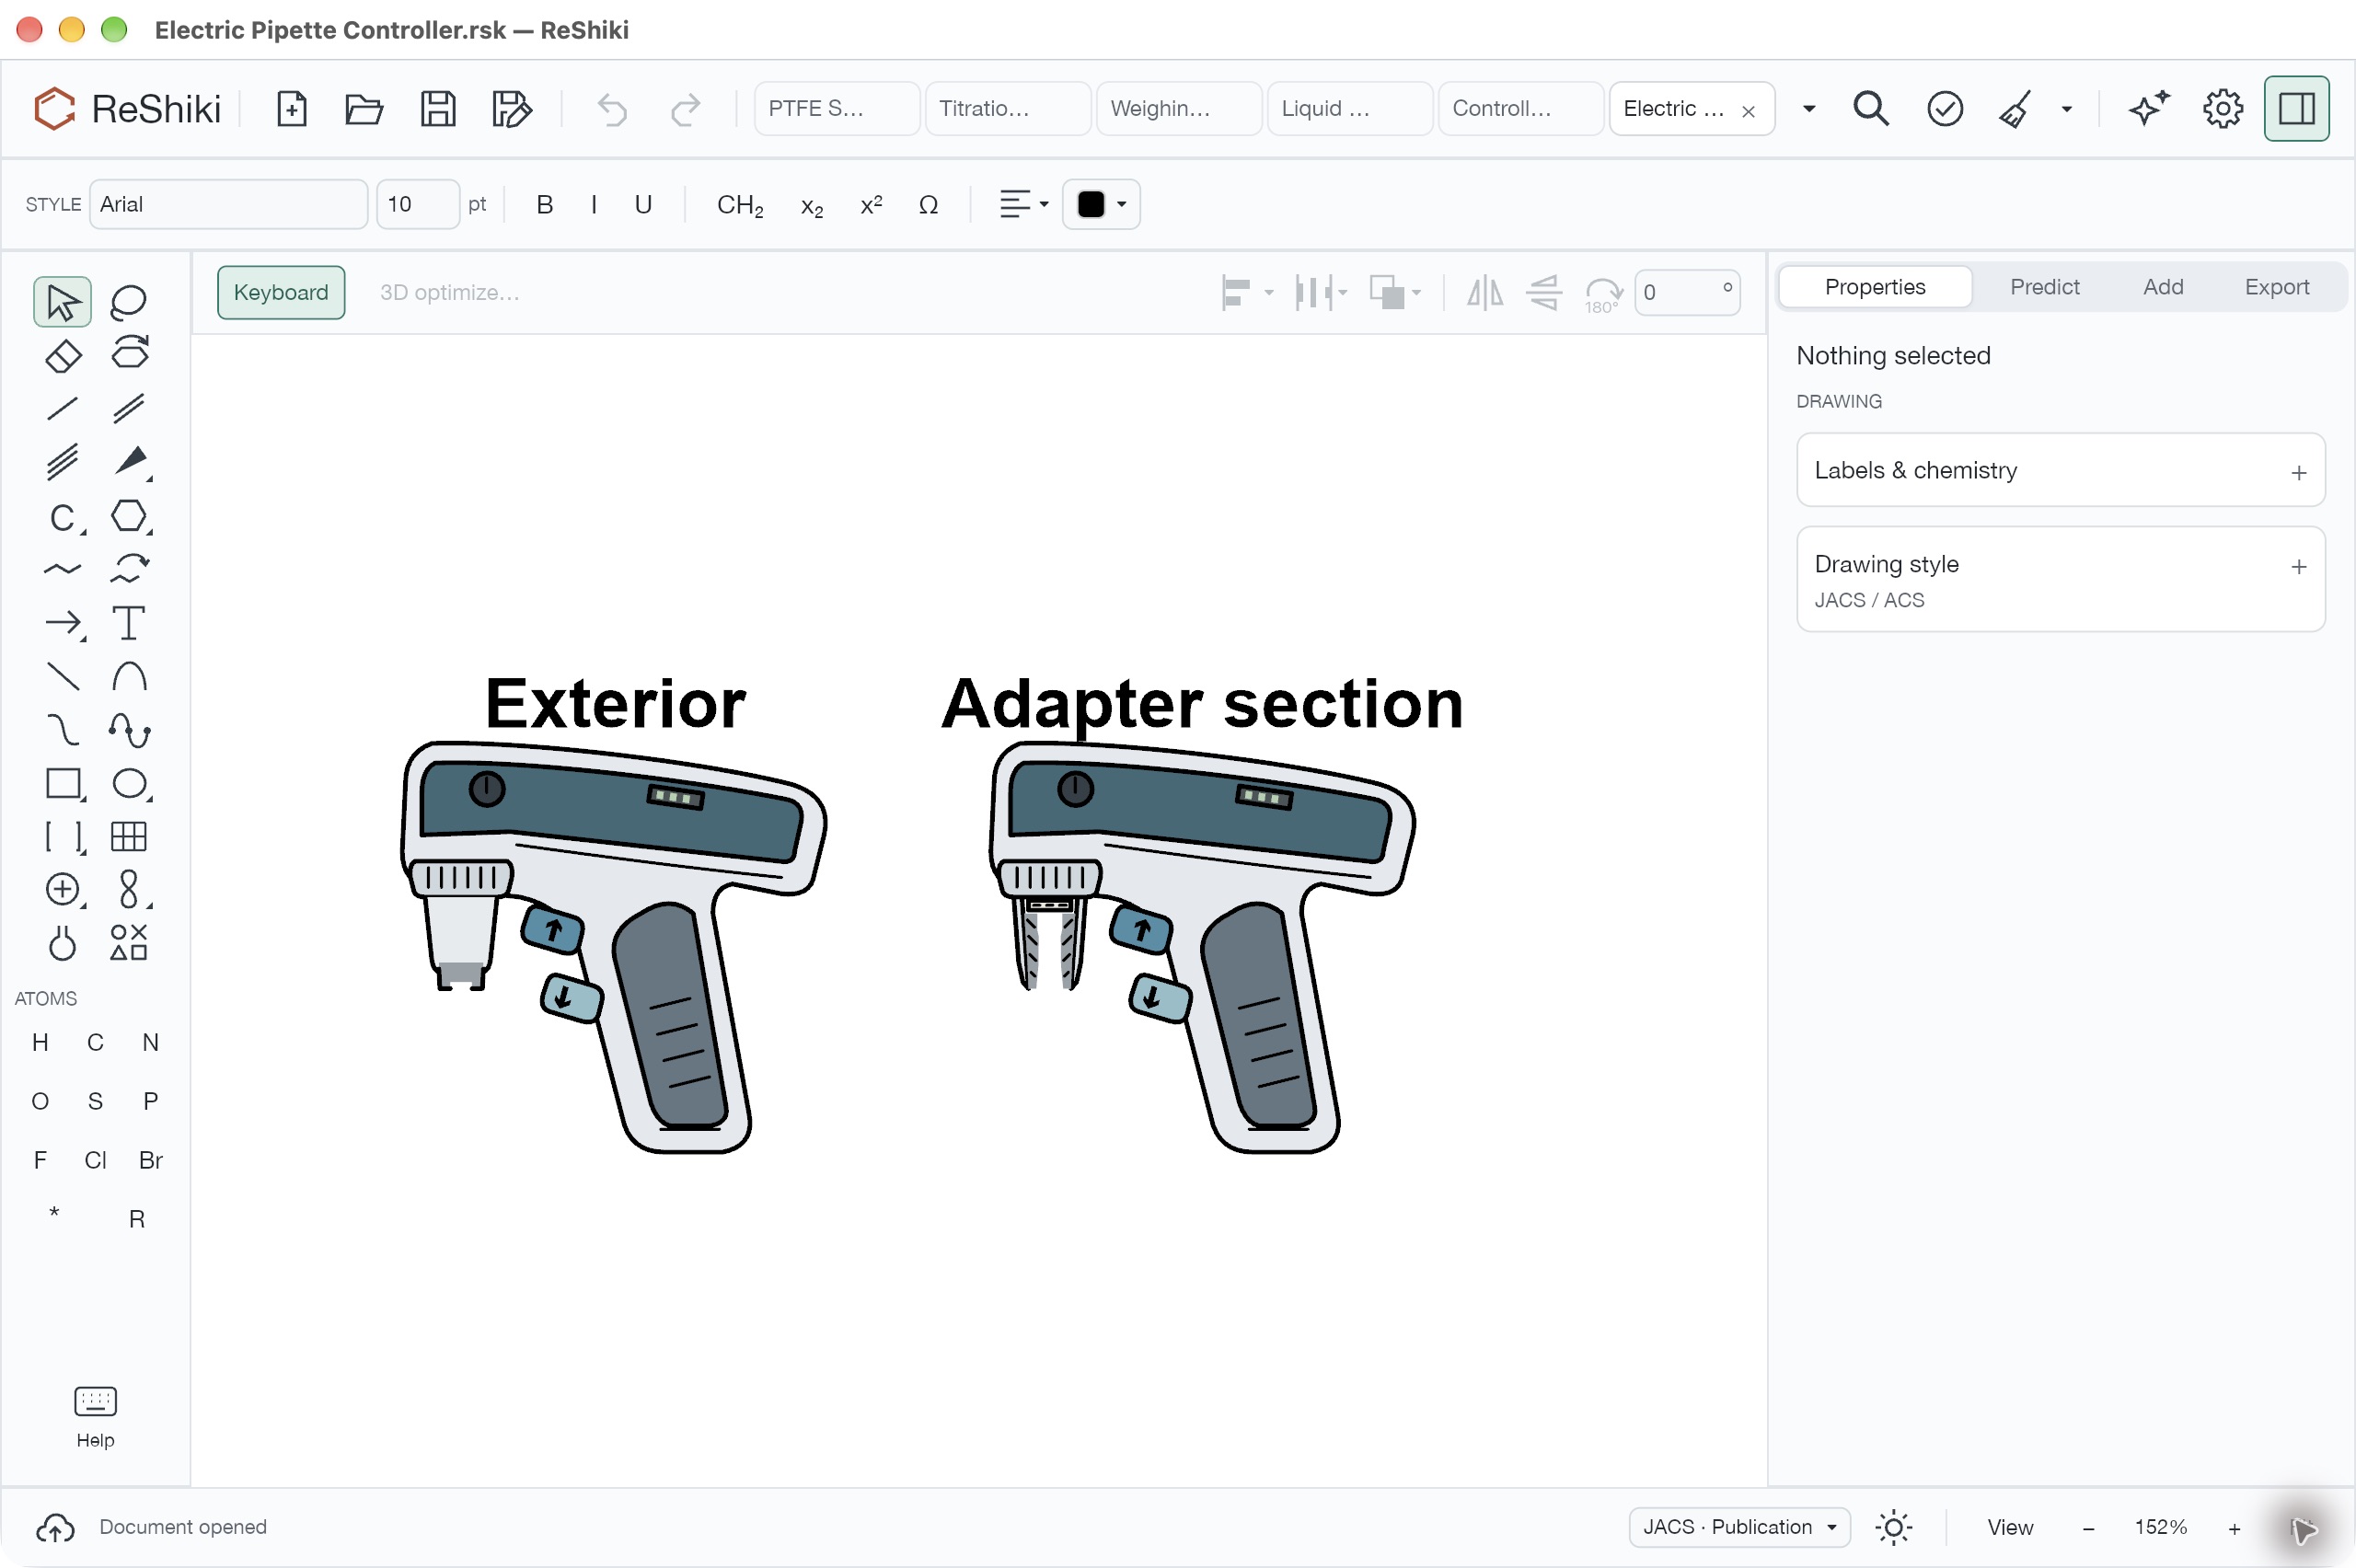 Electric Pipette Controller.rsk — ReShiki
ReShiki
PTFE S...
Titratio...
Weighin...
Liquid ...
Controll...
Electric ...
STYLE
Arial
10
pt
B
I
U
CH₂
x₂
x²
Ω
Keyboard
3D optimize...
180°
0
°
Properties
Predict
Add
Export
Nothing selected
DRAWING
Labels & chemistry
+
Drawing style
+
JACS / ACS
C
T
Exterior
Adapter section
ATOMS
H C N
O S P
F Cl Br
* R
Help
Document opened
JACS · Publication
View
−
152%
+